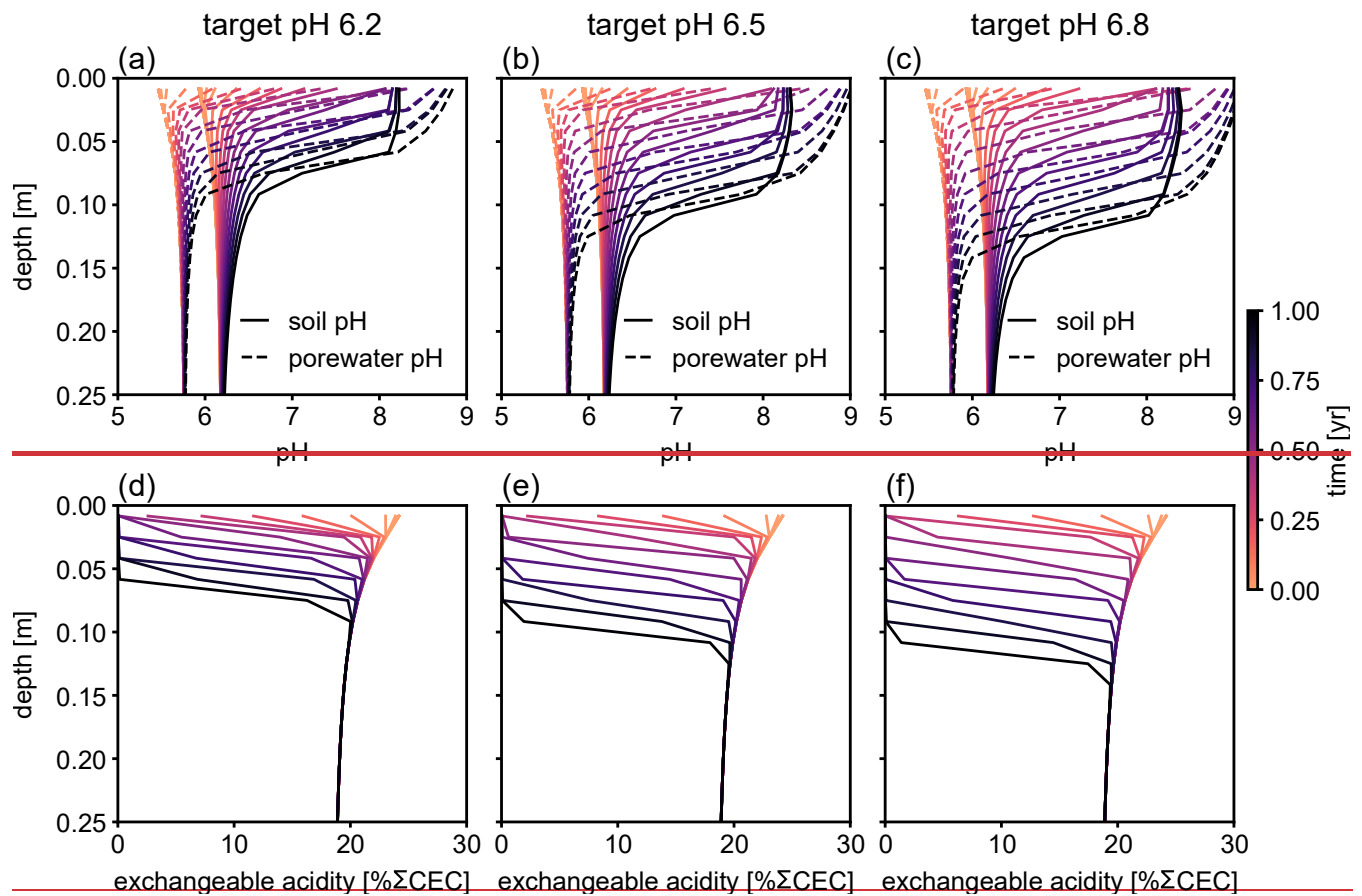 target pH 6.2
target pH 6.5
target pH 6.8
(a)
(b)
(c)
0.00
0.05
0.10
0.15
0.20
0.25
depth [m]
soil pH
porewater pH
soil pH
porewater pH
soil pH
porewater pH
5 6 7 8 9
5 6 7 8 9
5 6 7 8 9
pH
pH
pH
1.00
0.75
0.50
0.25
0.00
time [yr]
(d)
(e)
(f)
0.00
0.05
0.10
0.15
0.20
0.25
depth [m]
0 10 20 30
0 10 20 30
0 10 20 30
exchangeable acidity [%ΣCEC]
exchangeable acidity [%ΣCEC]
exchangeable acidity [%ΣCEC]